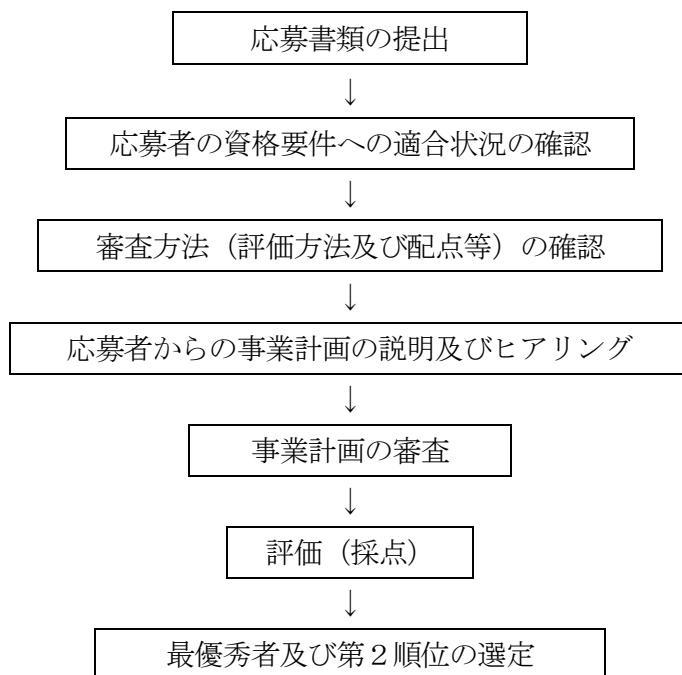 応募書類の提出
↓
応募者の資格要件への適合状況の確認
↓
審査方法（評価方法及び配点等）の確認
↓
応募者からの事業計画の説明及びヒアリング
↓
事業計画の審査
↓
評価（採点）
↓
最優秀者及び第２順位の選定